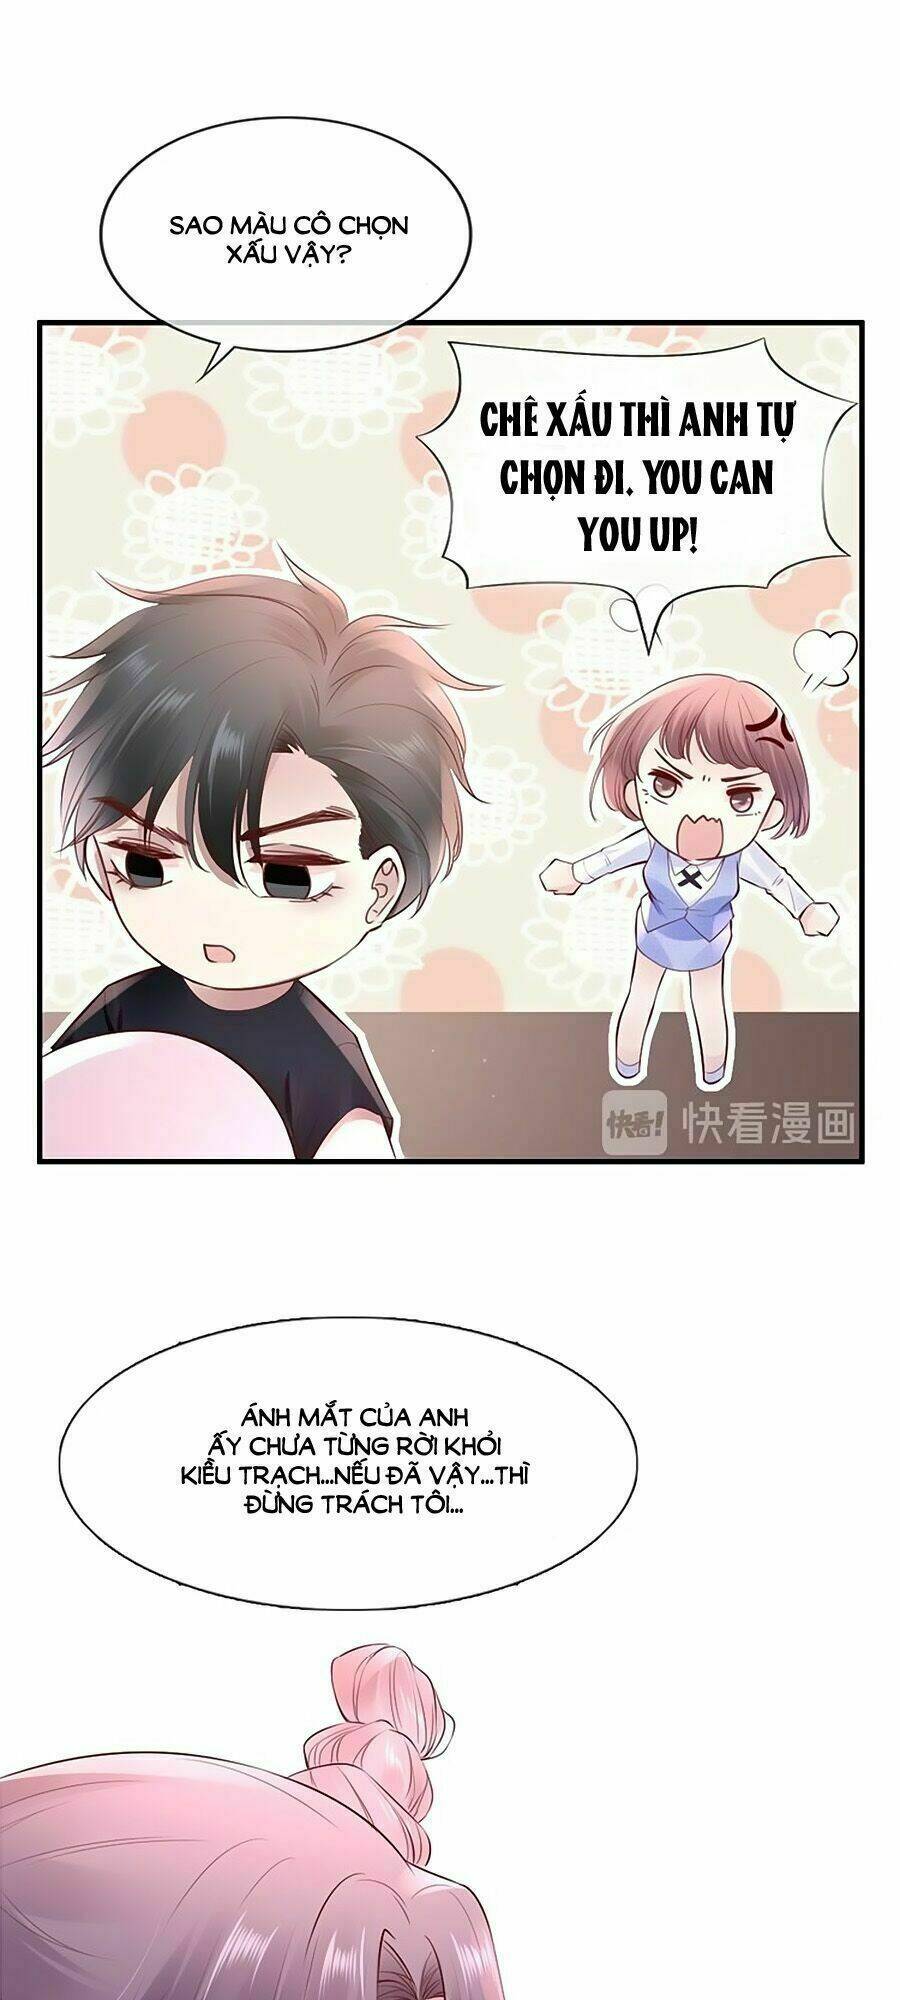 SAO MÀU CÔ CHỌN
XẤU VẬY?
CHÊ XẤU THÌ ANH TỰ
CHỌN ĐI. YOU CAN
YOU UP!
快看! 快看漫画
ÁNH MẮT CỦA ANH
ẤY CHƯA TỪNG RỜI KHỎI
KIỀU TRẠCH...NẾU ĐÃ VẬY...THÌ
ĐỪNG TRÁCH TÔI...